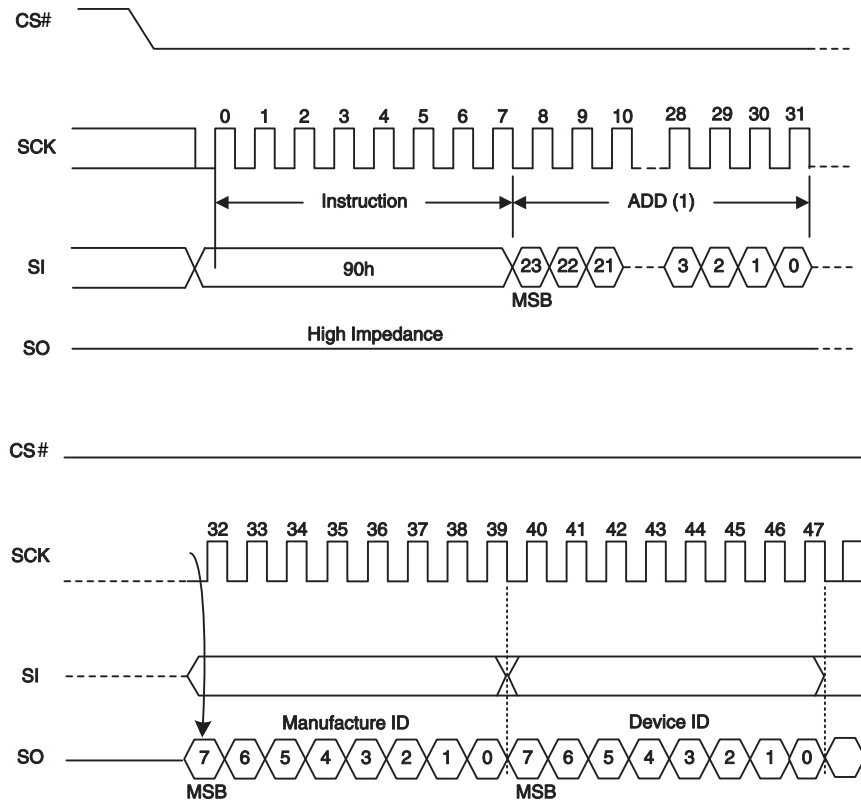 CS#
0 1 2 3 4 5 6 7 8 9 10 28 29 30 31
SCK
Instruction ADD (1)
SI 90h 23 22 21 3 2 1 0
MSB
High Impedance
SO
CS#
32 33 34 35 36 37 38 39 40 41 42 43 44 45 46 47
SCK
SI
Manufacture ID Device ID
SO 7 6 5 4 3 2 1 0 7 6 5 4 3 2 1 0
MSB MSB